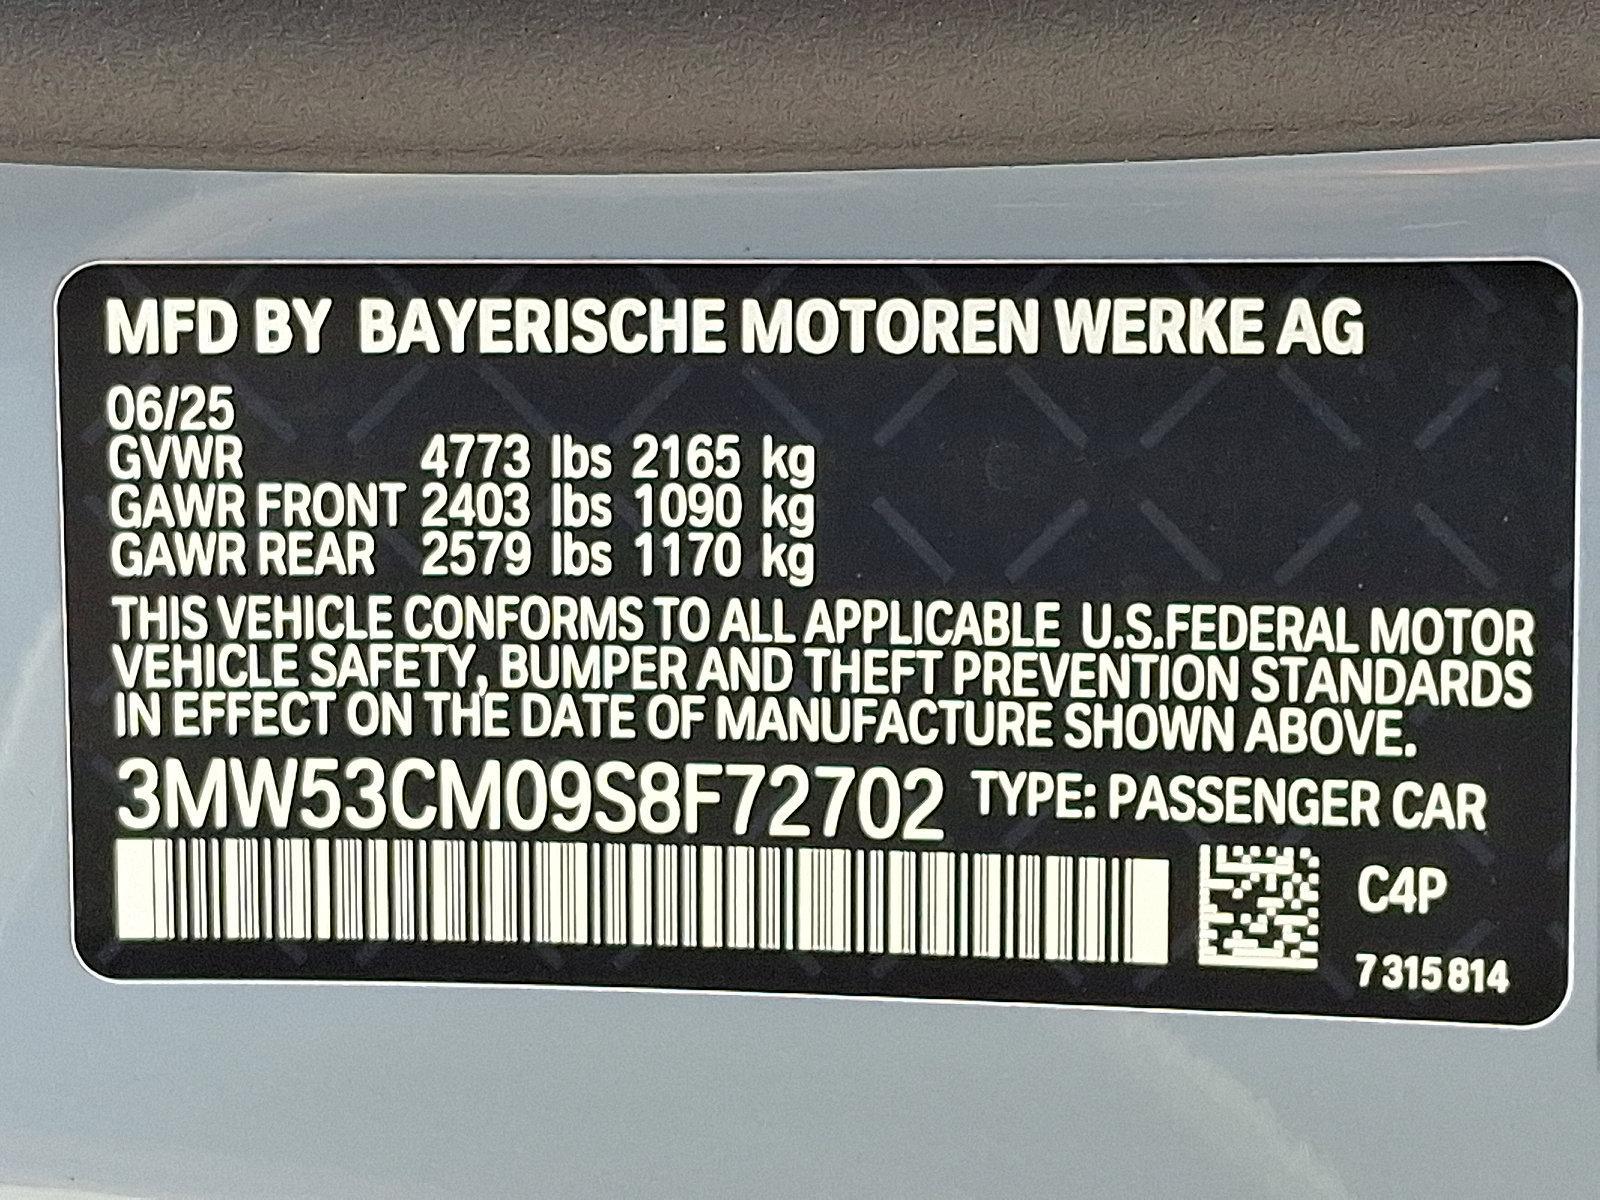 MFD BY BAYERISCHE MOTOREN WERKE AG
06/25
GVWR 4773 lbs 2165 kg
GAWR FRONT 2403 lbs 1090 kg
GAWR REAR 2579 lbs 1170 kg
THIS VEHICLE CONFORMS TO ALL APPLICABLE U.S.FEDERAL MOTOR
VEHICLE SAFETY, BUMPER AND THEFT PREVENTION STANDARDS
IN EFFECT ON THE DATE OF MANUFACTURE SHOWN ABOVE.
3MW53CM09S8F72702 TYPE: PASSENGER CAR
C4P
7 315 814